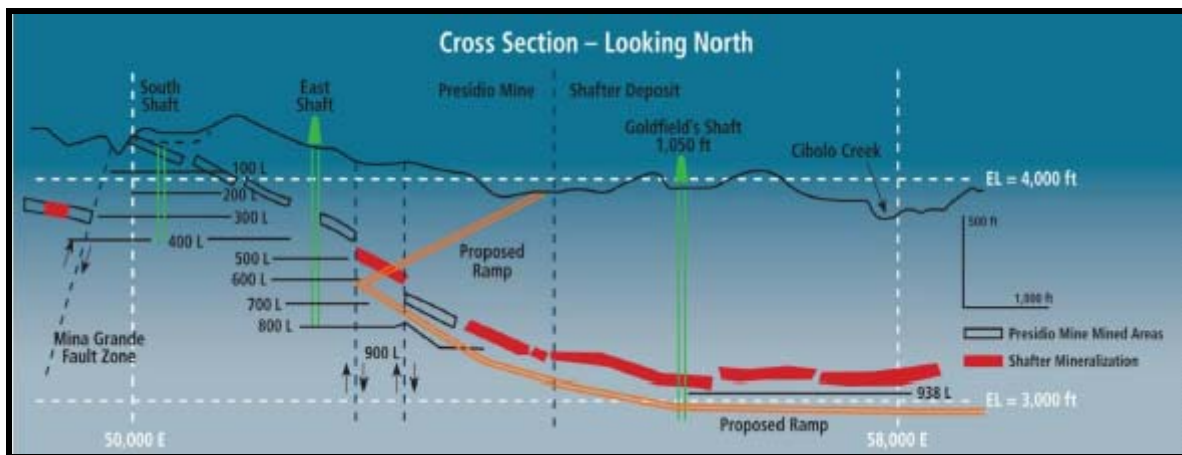 Cross Section – Looking North
South
Shaft
East
Shaft
Presidio Mine
Shafter Deposit
Goldfield's Shaft
1,050 ft
Cibolo Creek
100 L
EL = 4,000 ft
200 L
300 L
500 ft
400 L
500 L
Proposed
Ramp
600 L
700 L
1,000 ft
800 L
Mina Grande
Fault Zone
Presidio Mine Mined Areas
900 L
Shafter Mineralization
938 L
EL = 3,000 ft
Proposed Ramp
50,000 E
58,000 E